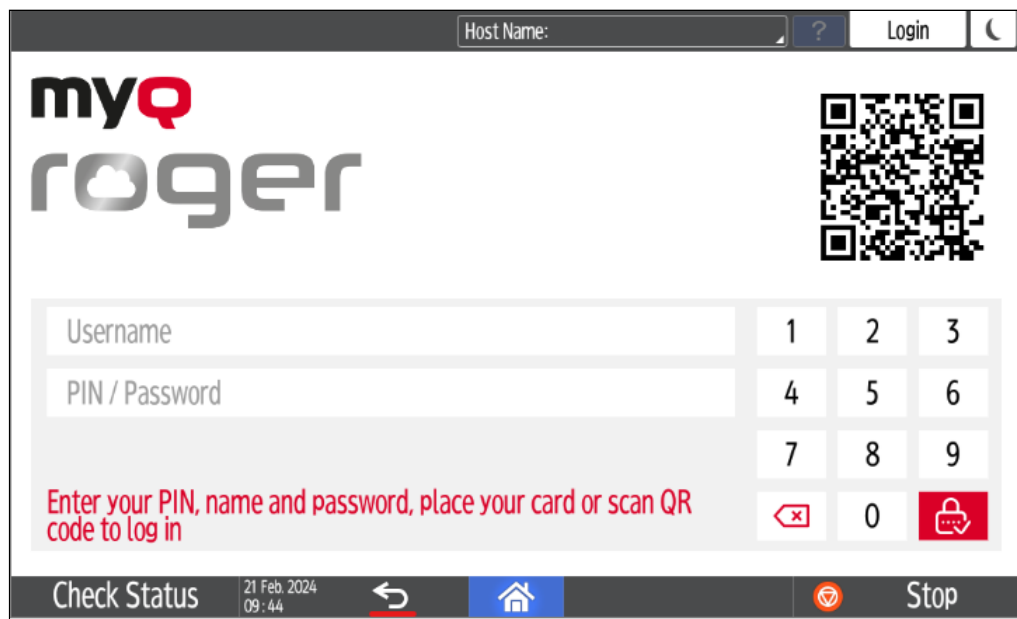 Host Name:
?
Login
myQ
roger
Username
PIN / Password
1 2 3
4 5 6
7 8 9
0
Enter your PIN, name and password, place your card or scan QR
code to log in
Check Status
21 Feb. 2024
09:44
Stop